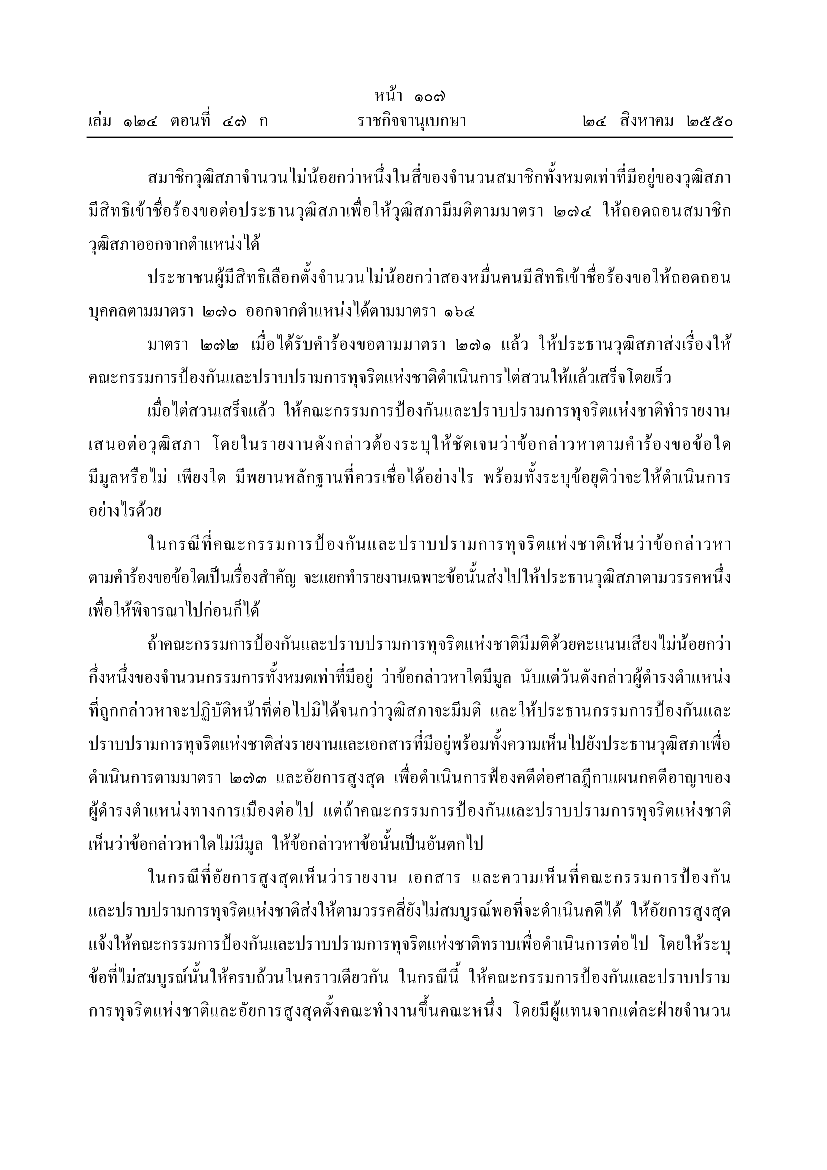 หน้า ๑๐๗
เล่ม ๑๒๔ ตอนที่ ๔๗ ก ราชกิจจานุเบกษา ๒๔ สิงหาคม ๒๕๕๐
สมาชิกวุฒิสภาจำนวนไม่น้อยกว่าหนึ่งในสี่ของจำนวนสมาชิกทั้งหมดเท่าที่มีอยู่ของวุฒิสภา
มีสิทธิเข้าชื่อร้องขอต่อประธานวุฒิสภาเพื่อให้วุฒิสภามีมติตามมาตรา ๒๗๔ ให้ถอดถอนสมาชิก
วุฒิสภาออกจากตำแหน่งได้
ประชาชนผู้มีสิทธิเลือกตั้งจำนวนไม่น้อยกว่าสองหมื่นคนมีสิทธิเข้าชื่อร้องขอให้ถอดถอน
บุคคลตามมาตรา ๒๗๐ ออกจากตำแหน่งได้ตามมาตรา ๑๖๔
มาตรา ๒๗๒ เมื่อได้รับคำร้องขอตามมาตรา ๒๗๑ แล้ว ให้ประธานวุฒิสภาส่งเรื่องให้
คณะกรรมการป้องกันและปราบปรามการทุจริตแห่งชาติดำเนินการไต่สวนให้แล้วเสร็จโดยเร็ว
เมื่อไต่สวนเสร็จแล้ว ให้คณะกรรมการป้องกันและปราบปรามการทุจริตแห่งชาติทำรายงาน
เสนอต่อวุฒิสภา โดยในรายงานดังกล่าวต้องระบุให้ชัดเจนว่าข้อกล่าวหาตามคำร้องขอข้อใด
มีมูลหรือไม่ เพียงใด มีพยานหลักฐานที่ควรเชื่อได้อย่างไร พร้อมทั้งระบุข้อยุติว่าจะให้ดำเนินการ
อย่างไรด้วย
ในกรณีที่คณะกรรมการป้องกันและปราบปรามการทุจริตแห่งชาติเห็นว่าข้อกล่าวหา
ตามคำร้องขอข้อใดเป็นเรื่องสำคัญ จะแยกทำรายงานเฉพาะข้อนั้นส่งไปให้ประธานวุฒิสภาตามวรรคหนึ่ง
เพื่อให้พิจารณาไปก่อนก็ได้
ถ้าคณะกรรมการป้องกันและปราบปรามการทุจริตแห่งชาติมีมติด้วยคะแนนเสียงไม่น้อยกว่า
กึ่งหนึ่งของจำนวนกรรมการทั้งหมดเท่าที่มีอยู่ ว่าข้อกล่าวหาใดมีมูล นับแต่วันดังกล่าวผู้ดำรงตำแหน่ง
ที่ถูกกล่าวหาจะปฏิบัติหน้าที่ต่อไปมิได้จนกว่าวุฒิสภาจะมีมติ และให้ประธานกรรมการป้องกันและ
ปราบปรามการทุจริตแห่งชาติส่งรายงานและเอกสารที่มีอยู่พร้อมทั้งความเห็นไปยังประธานวุฒิสภาเพื่อ
ดำเนินการตามมาตรา ๒๗๓ และอัยการสูงสุด เพื่อดำเนินการฟ้องคดีต่อศาลฎีกาแผนกคดีอาญาของ
ผู้ดำรงตำแหน่งทางการเมืองต่อไป แต่ถ้าคณะกรรมการป้องกันและปราบปรามการทุจริตแห่งชาติ
เห็นว่าข้อกล่าวหาใดไม่มีมูล ให้ข้อกล่าวหาข้อนั้นเป็นอันตกไป
ในกรณีที่อัยการสูงสุดเห็นว่ารายงาน เอกสาร และความเห็นที่คณะกรรมการป้องกัน
และปราบปรามการทุจริตแห่งชาติส่งให้ตามวรรคสี่ยังไม่สมบูรณ์พอที่จะดำเนินคดีได้ ให้อัยการสูงสุด
แจ้งให้คณะกรรมการป้องกันและปราบปรามการทุจริตแห่งชาติทราบเพื่อดำเนินการต่อไป โดยให้ระบุ
ข้อที่ไม่สมบูรณ์นั้นให้ครบถ้วนในคราวเดียวกัน ในกรณีนี้ ให้คณะกรรมการป้องกันและปราบปราม
การทุจริตแห่งชาติและอัยการสูงสุดตั้งคณะทำงานขึ้นคณะหนึ่ง โดยมีผู้แทนจากแต่ละฝ่ายจำนวน